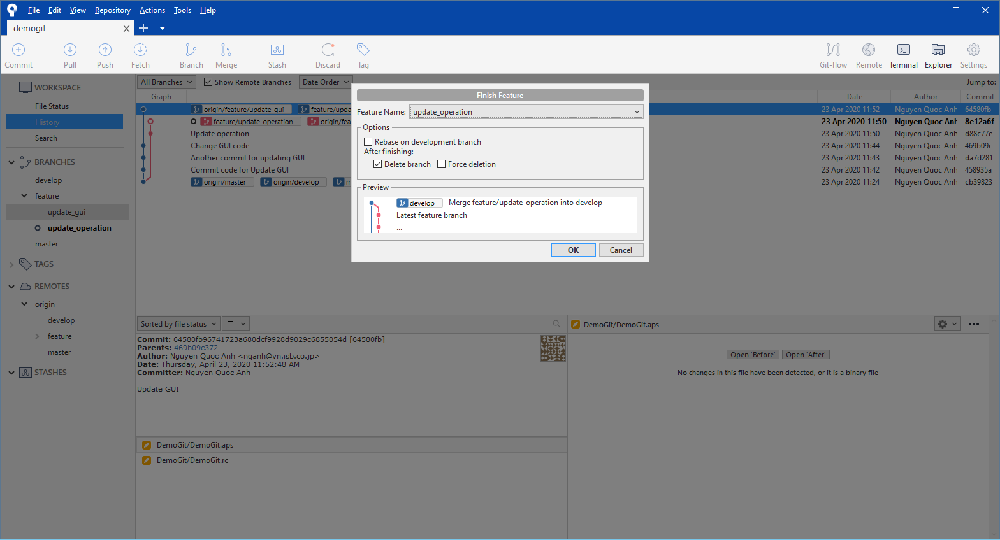 File Edit View Repository Actions Tools Help
demogit
Commit Pull Push Fetch Branch Merge Stash Discard Tag Git-flow Remote Terminal Explorer Settings
WORKSPACE
File Status
History
Search
BRANCHES
develop
feature
update_gui
update_operation
master
TAGS
REMOTES
origin
develop
feature
master
STASHES
All Branches Show Remote Branches Date Order Jump to:
Graph Date Author Commit
origin/feature/update_gui feature/upda 23 Apr 2020 11:52 Nguyen Quoc Anh 64580fb
feature/update_operation origin/fea 23 Apr 2020 11:50 Nguyen Quoc Anh 8e12a6f
Update operation 23 Apr 2020 11:50 Nguyen Quoc Anh d88c77e
Change GUI code 23 Apr 2020 11:44 Nguyen Quoc Anh 469b09c
Another commit for updating GUI 23 Apr 2020 11:43 Nguyen Quoc Anh da7d281
Commit code for Update GUI 23 Apr 2020 11:42 Nguyen Quoc Anh 458935a
origin/master origin/develop m 23 Apr 2020 11:24 Nguyen Quoc Anh cb39823
Finish Feature
Feature Name: update_operation
Options
Rebase on development branch
After finishing:
Delete branch Force deletion
Preview
develop Merge feature/update_operation into develop
Latest feature branch
...
OK Cancel
Sorted by file status
Commit: 64580fb96741723a680dcf9928d9029c6855054d [64580fb]
Parents: 469b09c372
Author: Nguyen Quoc Anh <nqanh@vn.isb.co.jp>
Date: Thursday, April 23, 2020 11:52:48 AM
Committer: Nguyen Quoc Anh
Update GUI
DemoGit/DemoGit.aps
DemoGit/DemoGit.rc
DemoGit/DemoGit.aps
Open 'Before' Open 'After'
No changes in this file have been detected, or it is a binary file